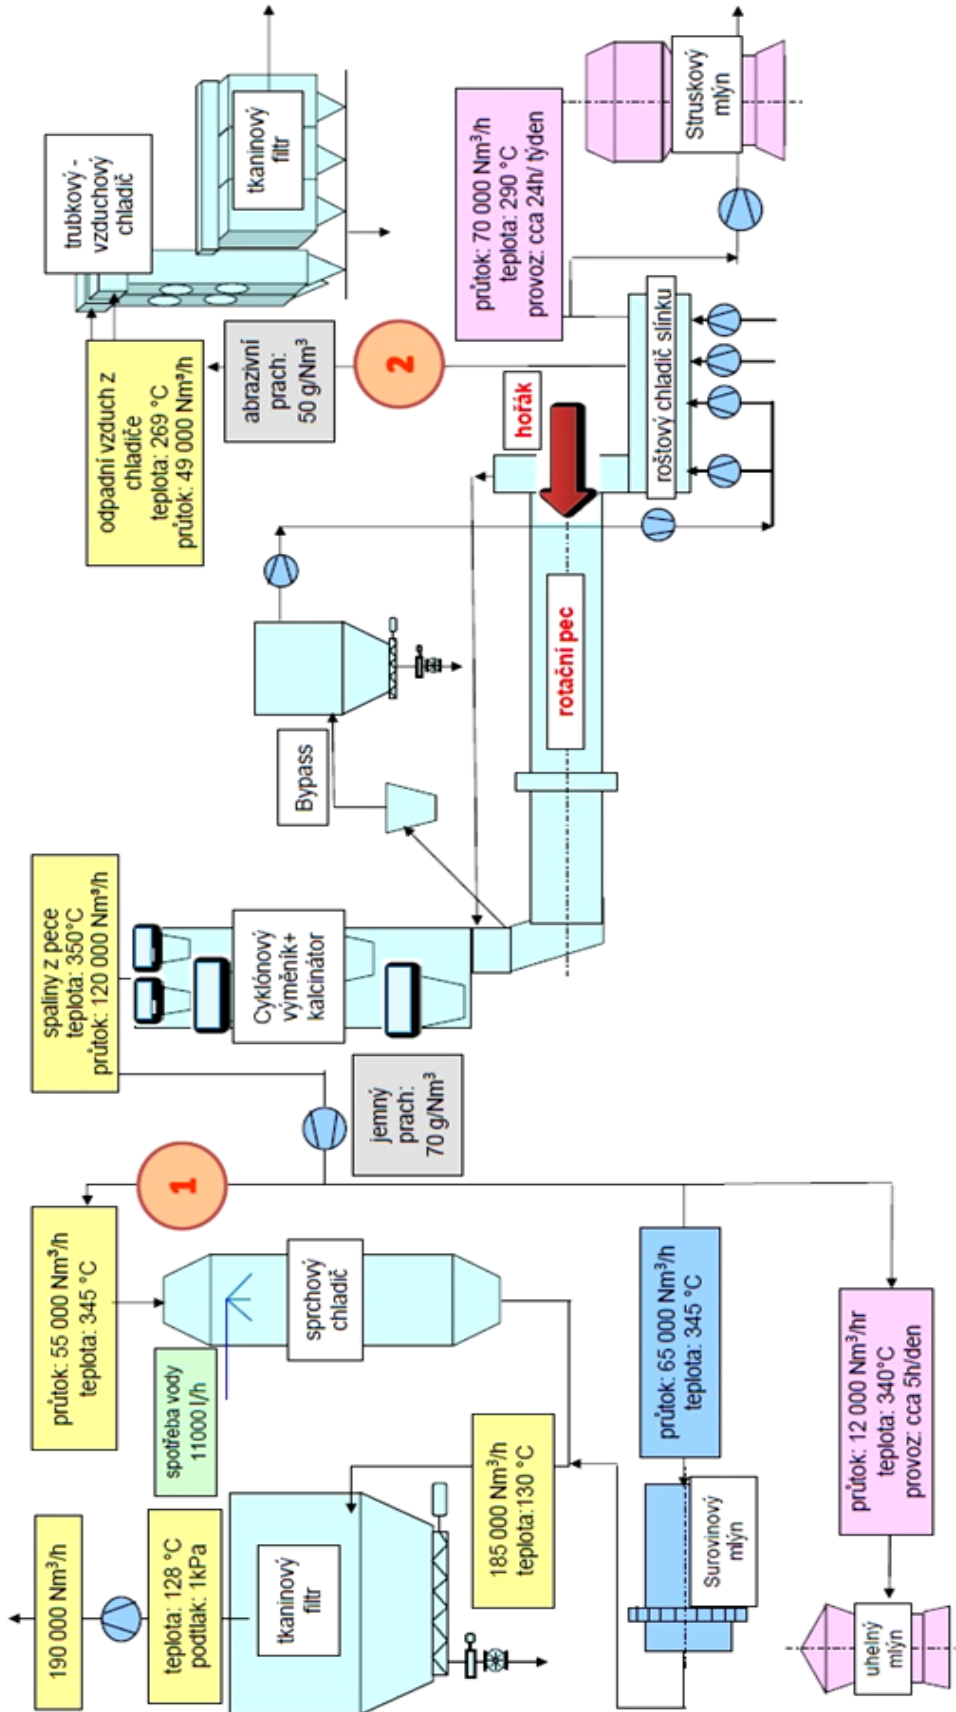 190 000 Nm³/h
teplota: 128 °C
podtlak: 1kPa
tkaninový
filtr
průtok: 55 000 Nm³/h
teplota: 345 °C
spotřeba vody
11000 l/h
1
sprchový
chladič
185 000 Nm³/h
teplota:130 °C
spaliny z pece
teplota: 350°C
průtok: 120 000 Nm³/h
Cyklónový
výměník+
kalcinátor
jemný
prach:
70 g/Nm³
Bypass
odpadní vzduch z
chladiče
teplota: 269 °C
průtok: 49 000 Nm³/h
trubkový -
vzduchový
chladič
tkaninový
filtr
abrazivní
prach:
50 g/Nm³
2
průtok: 70 000 Nm³/h
teplota: 290 °C
provoz: cca 24h/ týden
hořák
rotační pec
roštový chladič slínku
Struskový
mlýn
průtok: 65 000 Nm³/h
teplota: 345 °C
Surovinový
mlýn
průtok: 12 000 Nm³/hr
teplota: 340°C
provoz: cca 5h/den
uhelný
mlýn